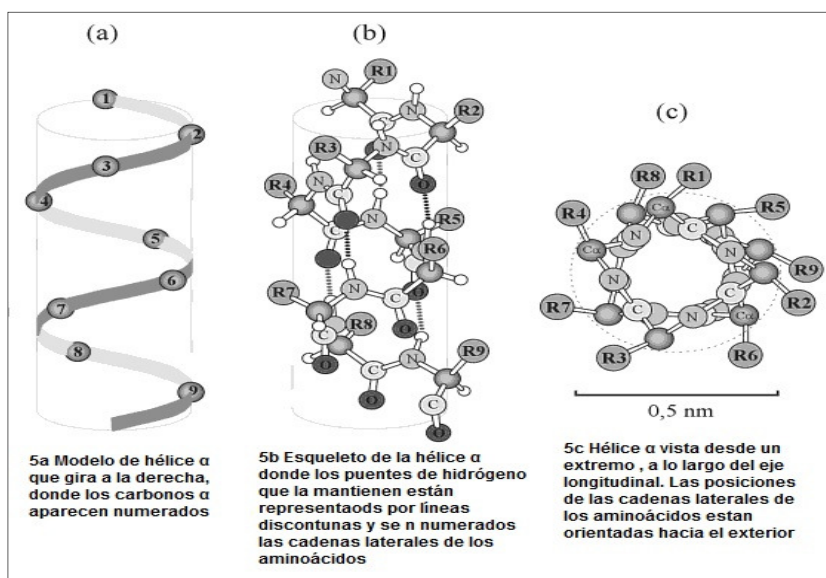 (a)
(b)
(c)
1
2
3
4
5
6
7
8
9
N
R1
N
R2
N
C
R3
C
O
N
R4
C
N
R5
R6
C
O
R7
N
C
R8
O
N
R9
O
C
O
C
O
R8
R1
R4
R5
Cα
C
N
N
Cα
R9
N
C
R2
R7
C
N
Cα
R3
R6
0,5 nm
5a Modelo de hélice α
que gira a la derecha,
donde los carbonos α
aparecen numerados
5b Esqueleto de la hélice α
donde los puentes de hidrógeno
que la mantienen están
representaods por líneas
discontunas y se n numerados
las cadenas laterales de los
aminoácidos
5c Hélice α vista desde un
extremo , a lo largo del eje
longitudinal. Las posiciones
de las cadenas laterales de
los aminoácidos estan
orientadas hacia el exterior